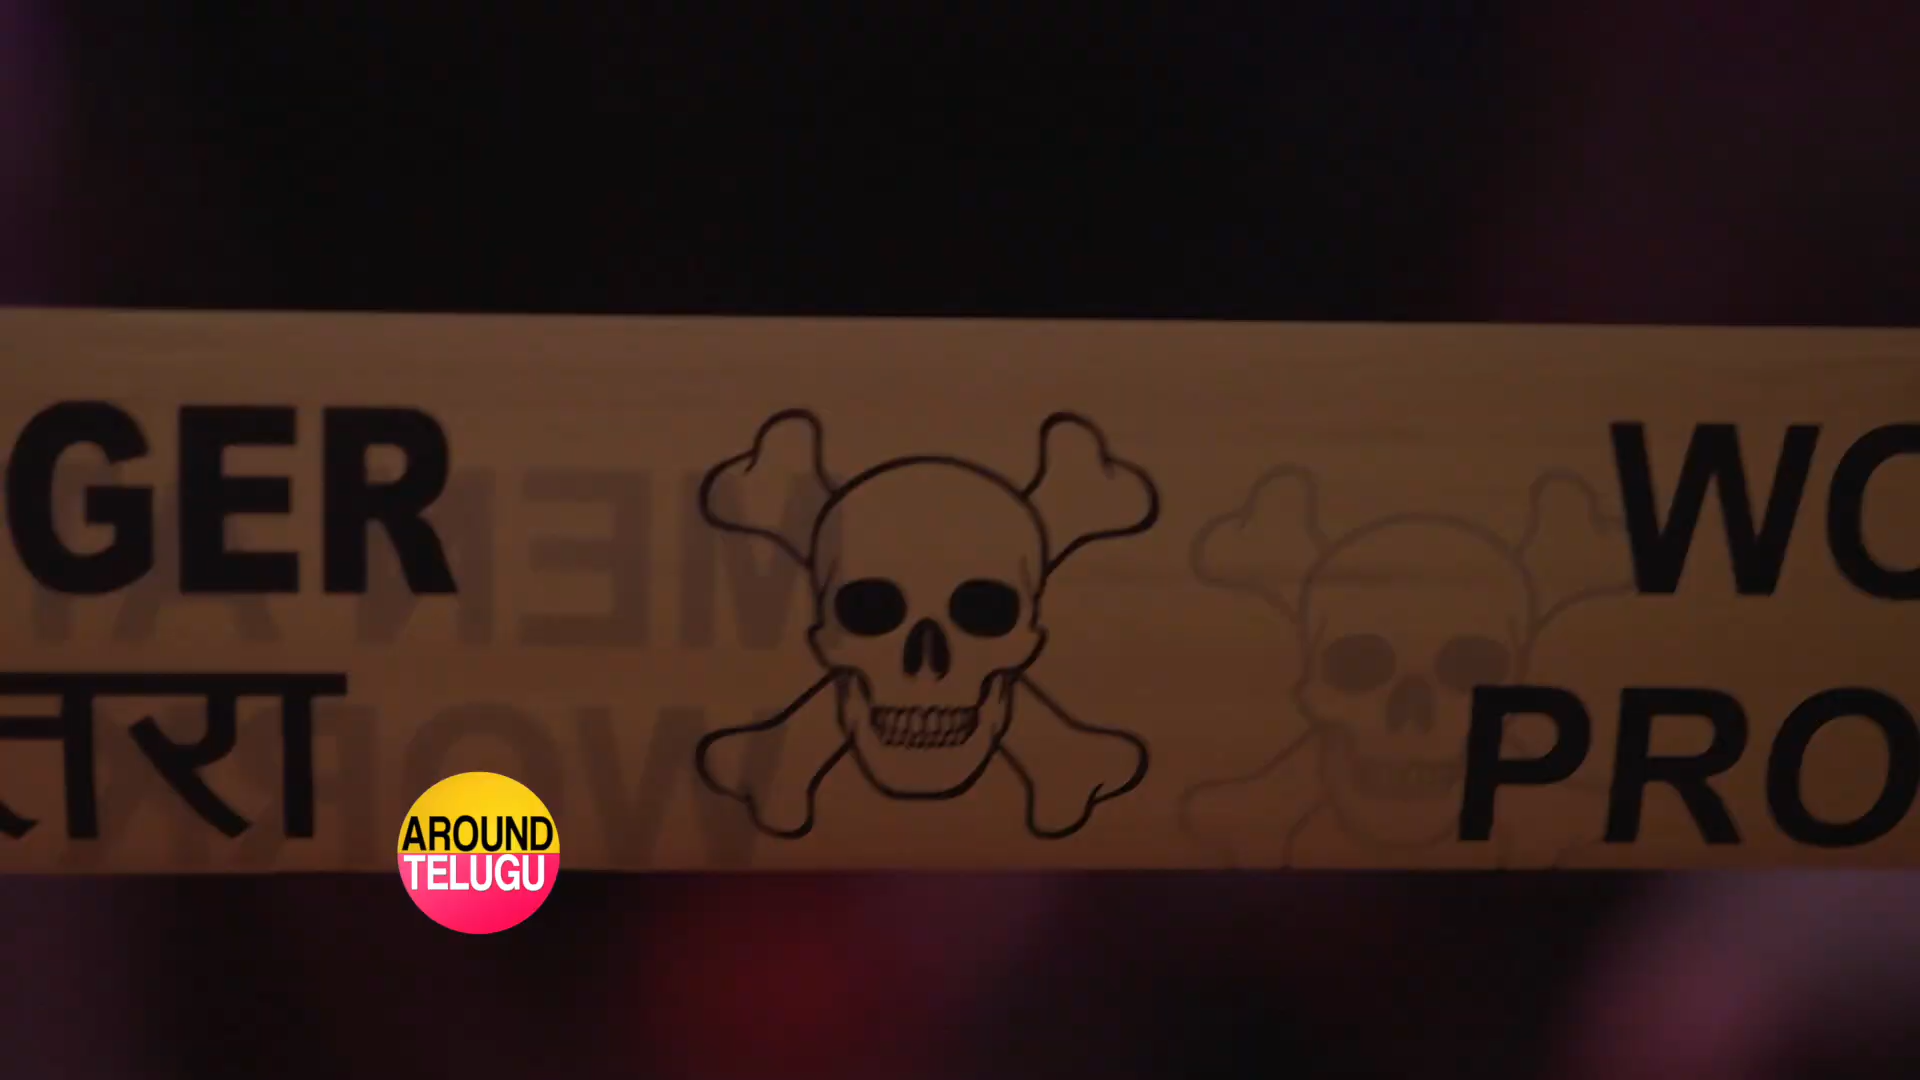 GER
WO
तरा
PRO
AROUND
TELUGU